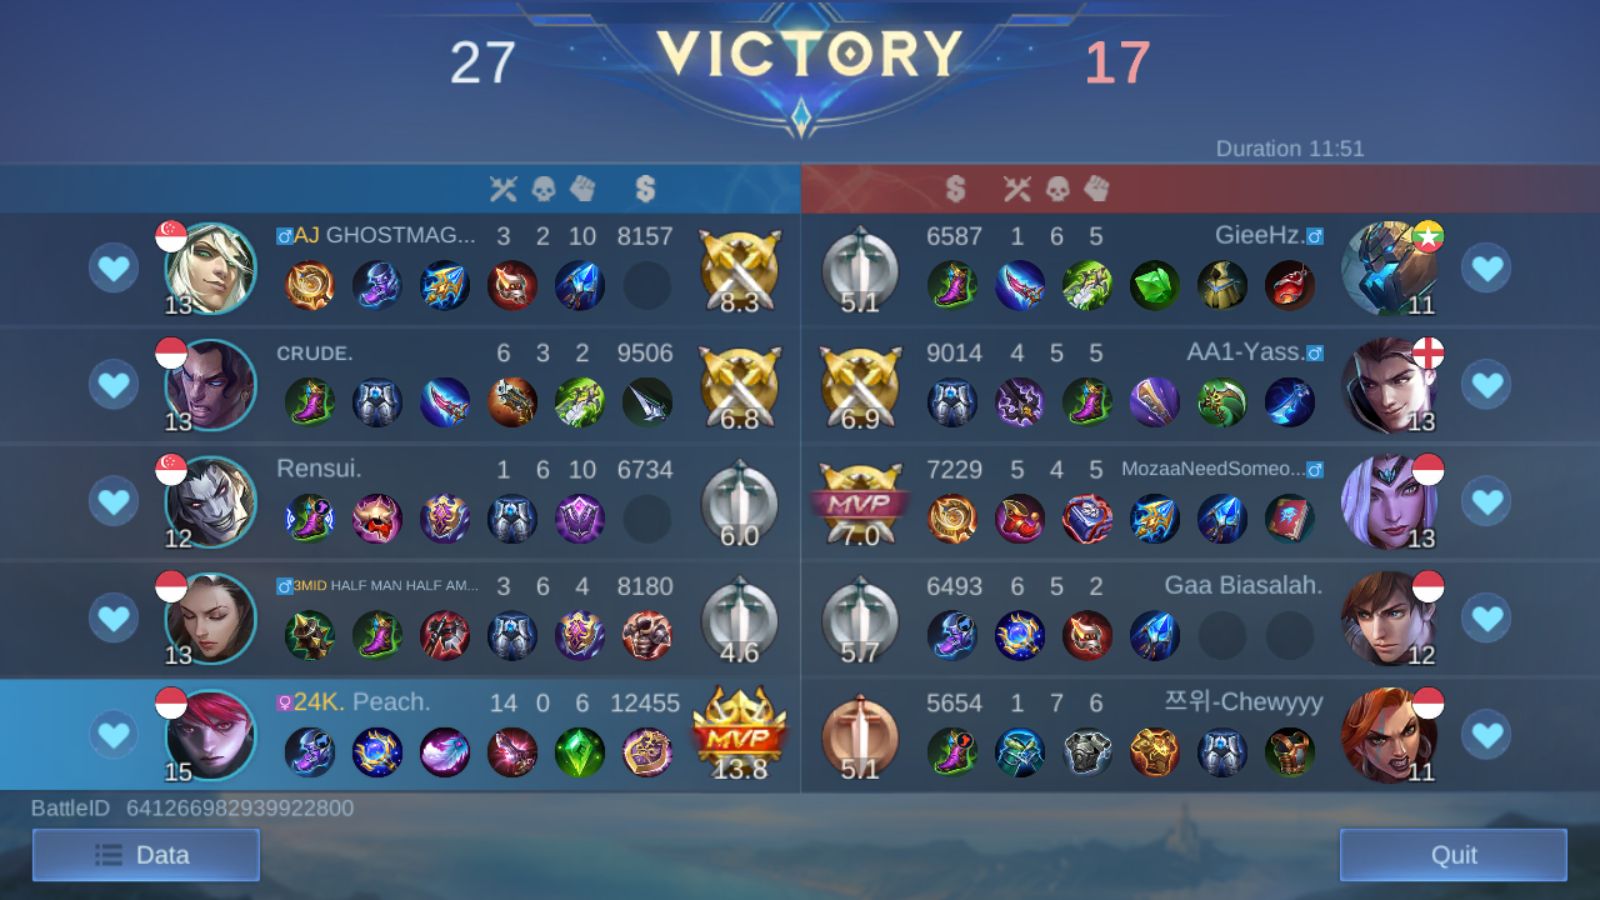 27 VICTORY 17
Duration 11:51
AJ GHOSTMAG... 3 2 10 8157
13 8.3
5.1 6587 1 6 5 GieeHz.
11
CRUDE. 6 3 2 9506
13 6.8
6.9 9014 4 5 5 AA1-Yass.
13
Rensui. 1 6 10 6734
12 6.0
MVP 7.0 7229 5 4 5 MozaaNeedSomeo...
13
3MID HALF MAN HALF AM... 3 6 4 8180
13 4.6
5.7 6493 6 5 2 Gaa Biasalah.
12
24K. Peach. 14 0 6 12455
15 MVP 13.8
5.1 5654 1 7 6 쯔위-Chewyyy
11
BattleID 641266982939922800
Data
Quit